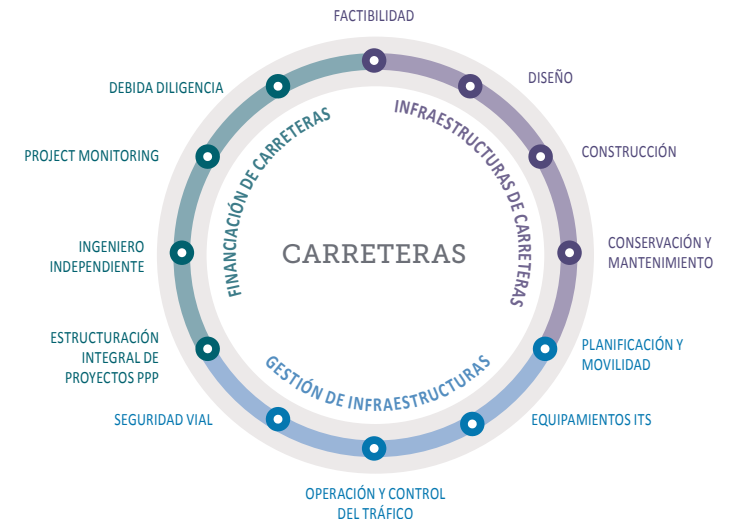 FACTIBILIDAD
DISEÑO
CONSTRUCCIÓN
CONSERVACIÓN Y
MANTENIMIENTO
PLANIFICACIÓN Y
MOVILIDAD
EQUIPAMIENTOS ITS
OPERACIÓN Y CONTROL
DEL TRÁFICO
SEGURIDAD VIAL
ESTRUCTURACIÓN
INTEGRAL DE
PROYECTOS PPP
INGENIERO
INDEPENDIENTE
PROJECT MONITORING
DEBIDA DILIGENCIA
FINANCIACIÓN DE CARRETERAS
INFRAESTRUCTURAS DE CARRETERAS
GESTIÓN DE INFRAESTRUCTURAS
CARRETERAS